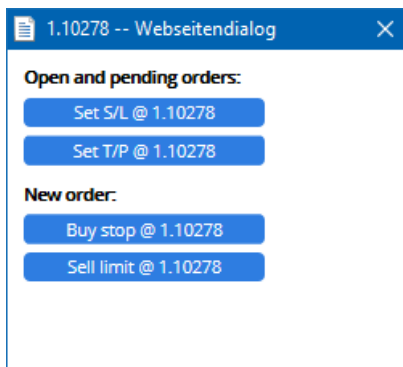 1.10278 -- Webseitendialog
Open and pending orders:
Set S/L @ 1.10278
Set T/P @ 1.10278
New order:
Buy stop @ 1.10278
Sell limit @ 1.10278